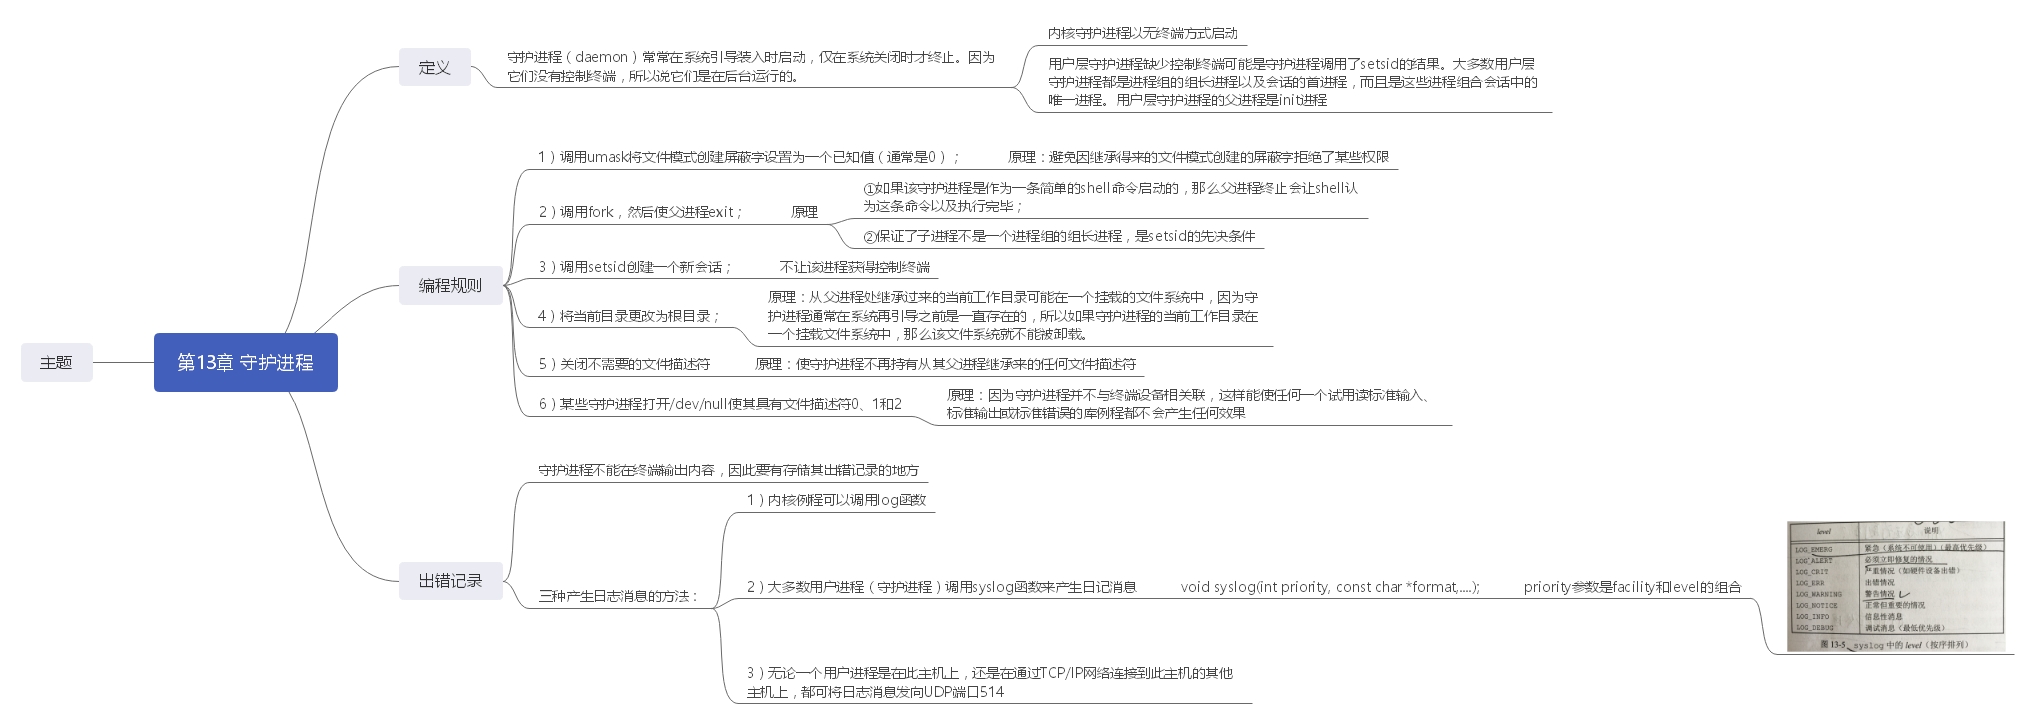 主题
第13章 守护进程
定义
守护进程（daemon）常常在系统引导装入时启动，仅在系统关闭时才终止。因为
它们没有控制终端，所以说它们是在后台运行的。
内核守护进程以无终端方式启动
用户层守护进程缺少控制终端可能是守护进程调用了setsid的结果。大多数用户层
守护进程都是进程组的组长进程以及会话的首进程，而且是这些进程组合会话中的
唯一进程。用户层守护进程的父进程是init进程
编程规则
1）调用umask将文件模式创建屏蔽字设置为一个已知值（通常是0）；
原理：避免因继承得来的文件模式创建的屏蔽字拒绝了某些权限
2）调用fork，然后使父进程exit；
原理
①如果该守护进程是作为一条简单的shell命令启动的，那么父进程终止会让shell认
为这条命令以及执行完毕；
②保证了子进程不是一个进程组的组长进程，是setsid的先决条件
3）调用setsid创建一个新会话；
不让该进程获得控制终端
4）将当前目录更改为根目录；
原理：从父进程处继承过来的当前工作目录可能在一个挂载的文件系统中，因为守
护进程通常在系统再引导之前是一直存在的，所以如果守护进程的当前工作目录在
一个挂载文件系统中，那么该文件系统就不能被卸载。
5）关闭不需要的文件描述符
原理：使守护进程不再持有从其父进程继承来的任何文件描述符
6）某些守护进程打开/dev/null使其具有文件描述符0、1和2
原理：因为守护进程并不与终端设备相关联，这样能使任何一个试用读标准输入、
标准输出或标准错误的库例程都不会产生任何效果
出错记录
守护进程不能在终端输出内容，因此要有存储其出错记录的地方
三种产生日志消息的方法：
1）内核例程可以调用log函数
2）大多数用户进程（守护进程）调用syslog函数来产生日记消息
void syslog(int priority, const char *format,....);
priority参数是facility和level的组合
level 说明
LOG_EMERG 紧急（系统不可使用）（最高优先级）
LOG_ALERT 必须立即修复的情况
LOG_CRIT 严重情况（如硬件设备出错）
LOG_ERR 出错情况
LOG_WARNING 警告情况
LOG_NOTICE 正常但重要的情况
LOG_INFO 信息性消息
LOG_DEBUG 调试消息（最低优先级）
图 13-5 syslog 中的 level（按序排列）
3）无论一个用户进程是在此主机上，还是在通过TCP/IP网络连接到此主机的其他
主机上，都可将日志消息发向UDP端口514